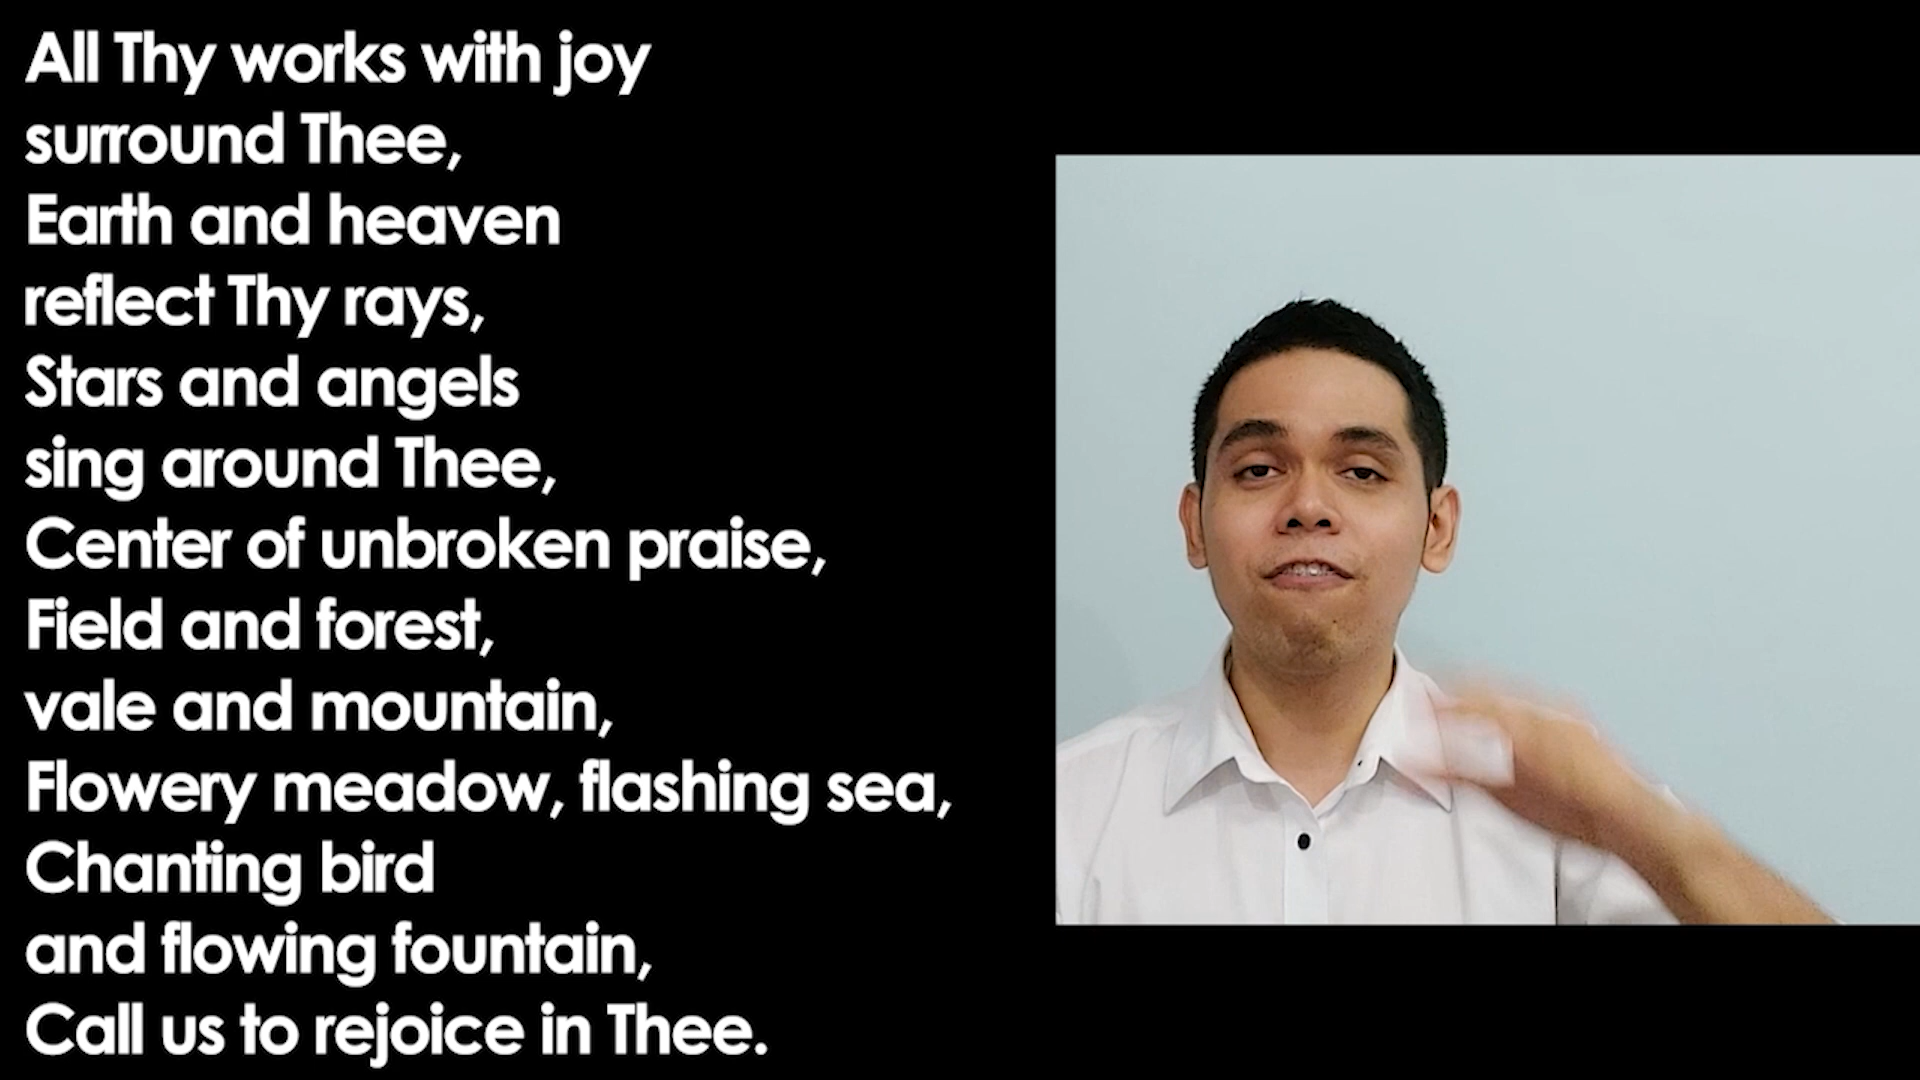 All Thy works with joy
surround Thee,
Earth and heaven
reflect Thy rays,
Stars and angels
sing around Thee,
Center of unbroken praise,
Field and forest,
vale and mountain,
Flowery meadow, flashing sea,
Chanting bird
and flowing fountain,
Call us to rejoice in Thee.